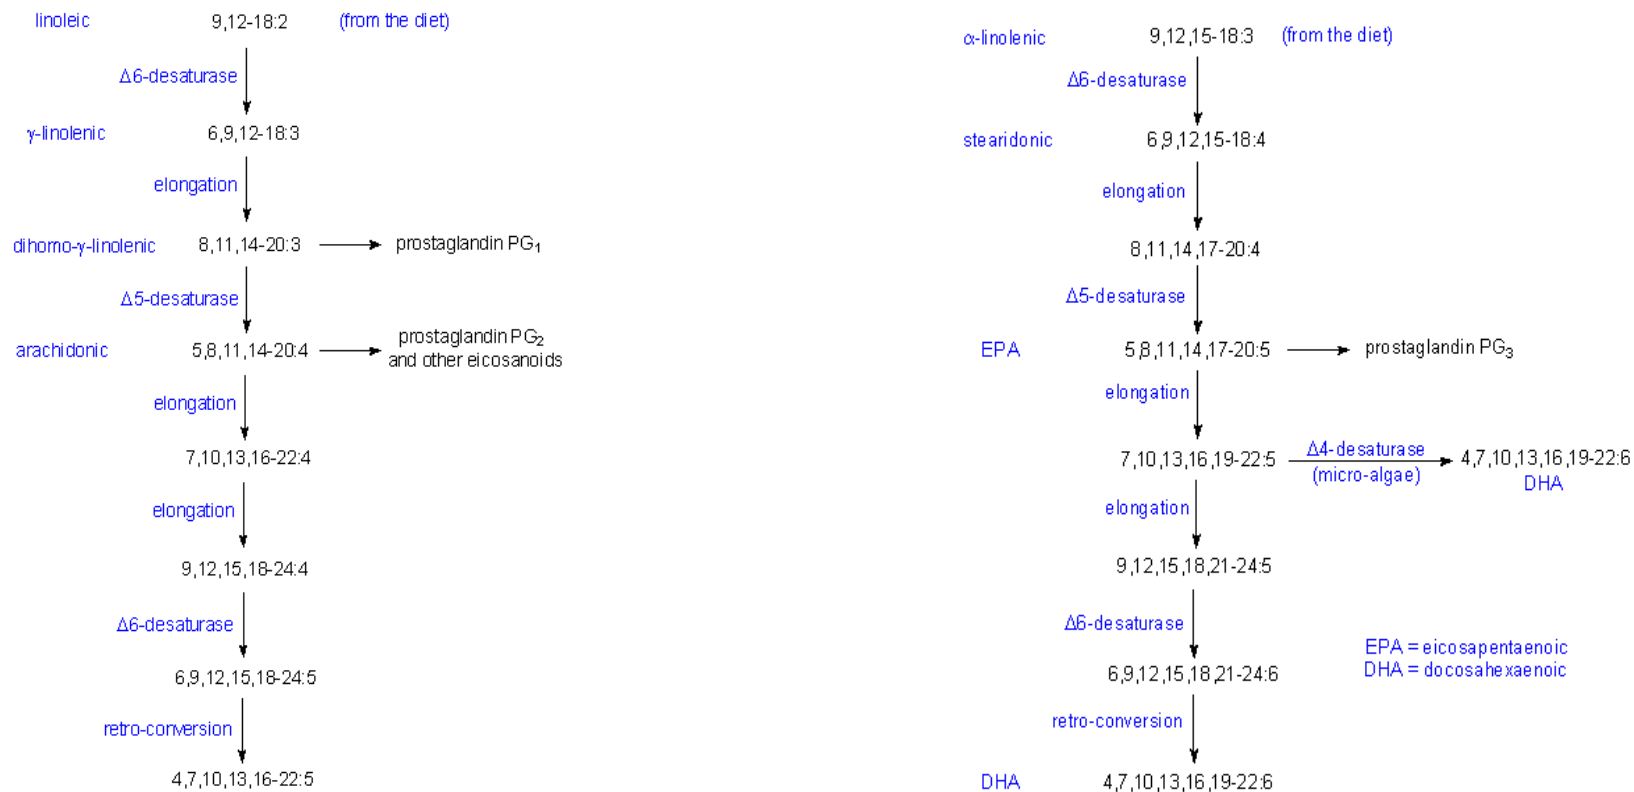 linoleic 9,12-18:2 (from the diet)
Δ6-desaturase
γ-linolenic 6,9,12-18:3
elongation
dihomo-γ-linolenic 8,11,14-20:3 prostaglandin PG₁
Δ5-desaturase
arachidonic 5,8,11,14-20:4 prostaglandin PG₂
and other eicosanoids
elongation
7,10,13,16-22:4
elongation
9,12,15,18-24:4
Δ6-desaturase
6,9,12,15,18-24:5
retro-conversion
4,7,10,13,16-22:5
α-linolenic 9,12,15-18:3 (from the diet)
Δ6-desaturase
stearidonic 6,9,12,15-18:4
elongation
8,11,14,17-20:4
Δ5-desaturase
EPA 5,8,11,14,17-20:5 prostaglandin PG₃
elongation
7,10,13,16,19-22:5 Δ4-desaturase 4,7,10,13,16,19-22:6
(micro-algae) DHA
elongation
9,12,15,18,21-24:5
Δ6-desaturase
EPA = eicosapentaenoic
DHA = docosahexaenoic
6,9,12,15,18,21-24:6
retro-conversion
DHA 4,7,10,13,16,19-22:6